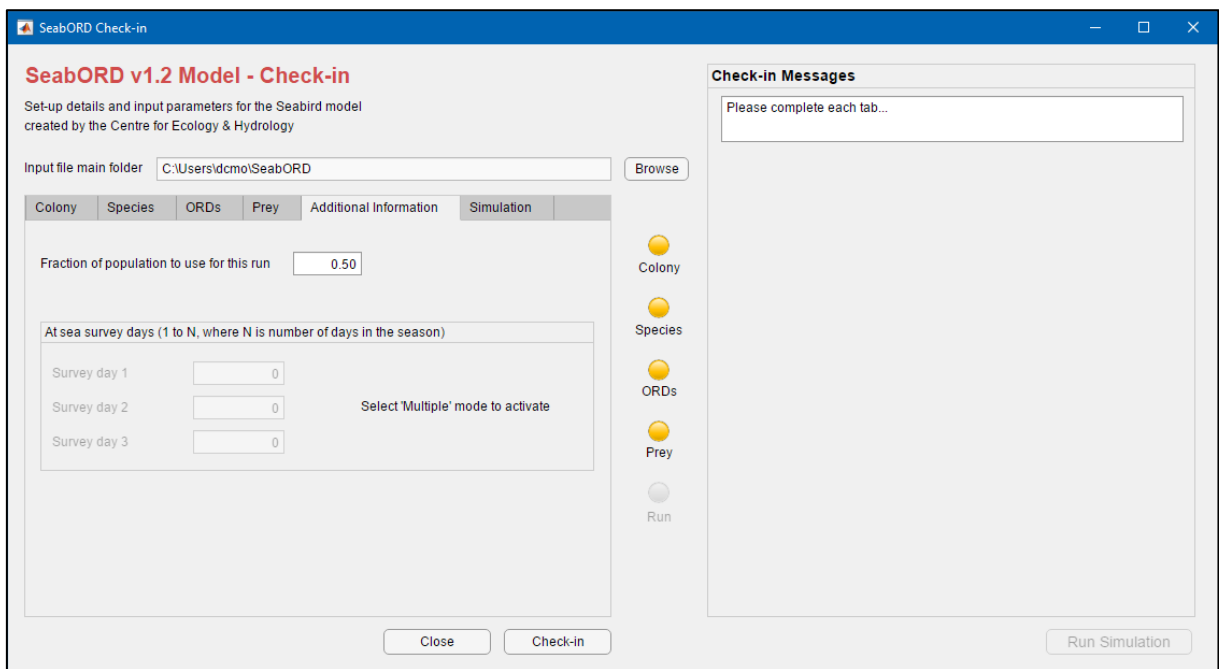 SeabORD Check-in
SeabORD v1.2 Model - Check-in
Set-up details and input parameters for the Seabird model
created by the Centre for Ecology & Hydrology
Input file main folder C:\Users\dcmo\SeabORD Browse
Colony Species ORDs Prey Additional Information Simulation
Fraction of population to use for this run 0.50
At sea survey days (1 to N, where N is number of days in the season)
Survey day 1 0
Survey day 2 0 Select 'Multiple' mode to activate
Survey day 3 0
Colony
Species
ORDs
Prey
Run
Close Check-in
Check-in Messages
Please complete each tab...
Run Simulation